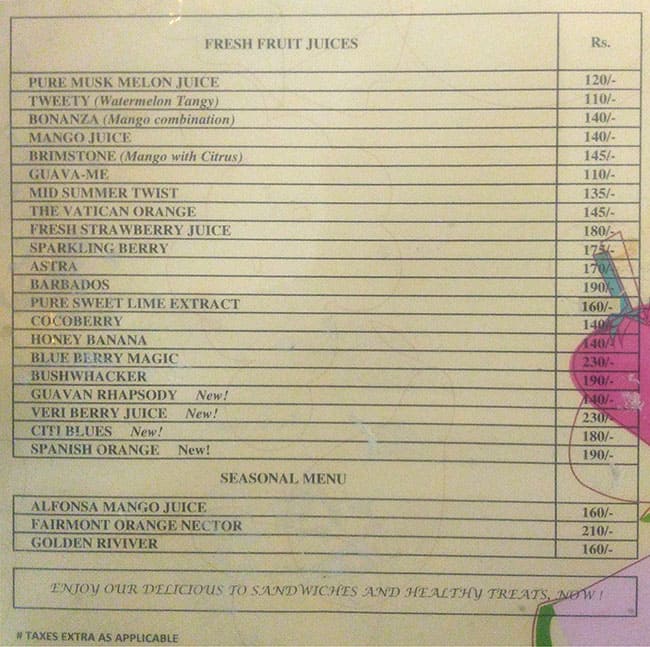 FRESH FRUIT JUICES Rs.
PURE MUSK MELON JUICE 120/-
TWEETY (Watermelon Tangy) 110/-
BONANZA (Mango combination) 140/-
MANGO JUICE 140/-
BRIMSTONE (Mango with Citrus) 145/-
GUAVA-ME 110/-
MID SUMMER TWIST 135/-
THE VATICAN ORANGE 145/-
FRESH STRAWBERRY JUICE 180/-
SPARKLING BERRY 175/-
ASTRA 170/-
BARBADOS 190/-
PURE SWEET LIME EXTRACT 160/-
COCOBERRY 140/-
HONEY BANANA 140/-
BLUE BERRY MAGIC 230/-
BUSHWHACKER 190/-
GUAVAN RHAPSODY New! 140/-
VERI BERRY JUICE New! 230/-
CITI BLUES New! 180/-
SPANISH ORANGE New! 190/-
SEASONAL MENU
ALFONSA MANGO JUICE 160/-
FAIRMONT ORANGE NECTOR 210/-
GOLDEN RIVIVER 160/-
ENJOY OUR DELICIOUS TO SANDWICHES AND HEALTHY TREATS, NOW !
# TAXES EXTRA AS APPLICABLE